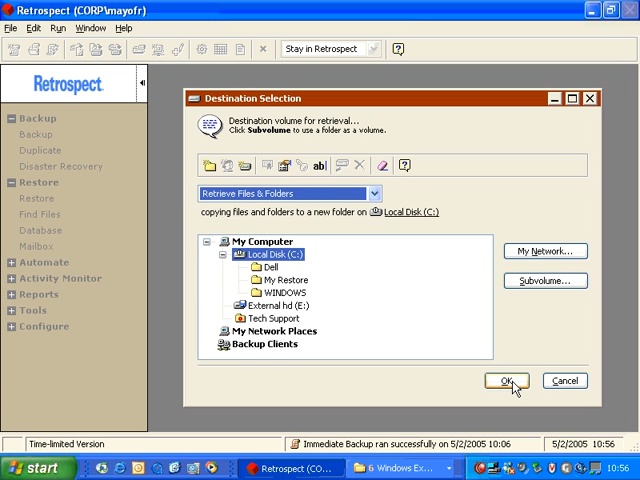 Retrospect (CORP\mayofr)
File Edit Run Window Help
Stay in Retrospect
Retrospect.
Backup
Backup
Duplicate
Disaster Recovery
Restore
Restore
Find Files
Database
Mailbox
Automate
Activity Monitor
Reports
Tools
Configure
Destination Selection
Destination volume for retrieval...
Click Subvolume to use a folder as a volume.
Retrieve Files & Folders
copying files and folders to a new folder on Local Disk (C:)
My Computer
Local Disk (C:)
Dell
My Restore
WINDOWS
External hd (E:)
Tech Support
My Network Places
Backup Clients
My Network...
Subvolume...
OK
Cancel
Time-limited Version
Immediate Backup ran successfully on 5/2/2005 10:06
5/2/2005 10:56
start
Retrospect (CO...
6 Windows Ex...
10:56